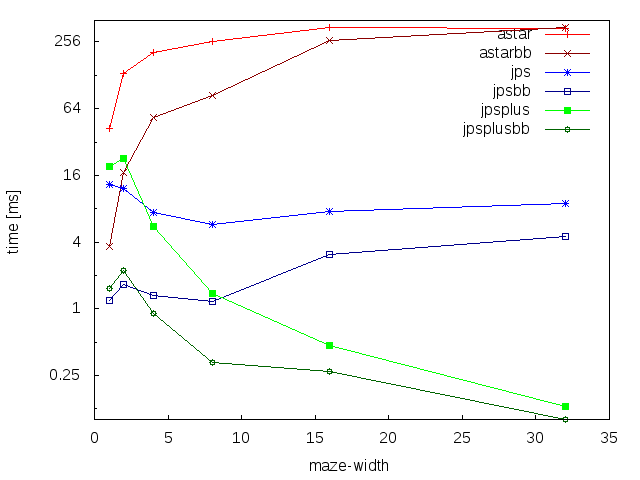 256
64
16
4
1
0.25
time [ms]
astar
astarbb
jps
jpsbb
jpsplus
jpsplusbb
0 5 10 15 20 25 30 35
maze-width